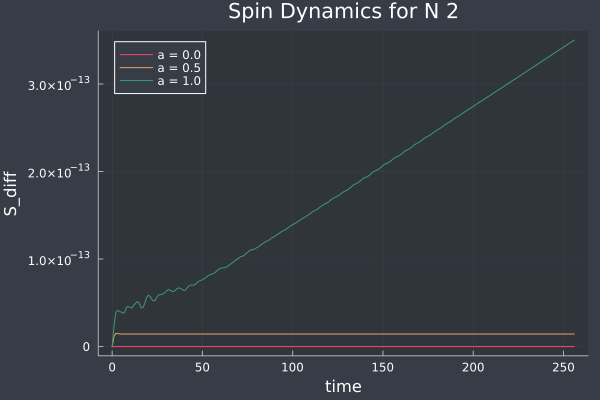 Spin Dynamics for N 2
a = 0.0
a = 0.5
a = 1.0
3.0×10⁻¹³
2.0×10⁻¹³
1.0×10⁻¹³
0
S_diff
0 50 100 150 200 250
time